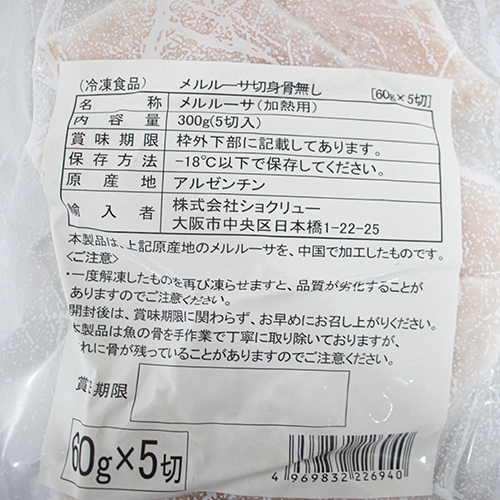 (冷凍食品) メルルーサ切身骨無し [60g×5切]
名称 メルルーサ(加熱用)
内容量 300g(5切入)
賞味期限 枠外下部に記載してあります。
保存方法 -18℃以下で保存してください。
原産地 アルゼンチン
輸入者 株式会社ショクリュー
大阪市中央区日本橋1-22-25
本製品は、上記原産地のメルルーサを、中国で加工したものです。
<ご注意>
・一度解凍したものを再び凍らせますと、品質が劣化することが
ありますのでご注意ください。
開封後は、賞味期限に関わらず、お早めにお召し上がりください。
本製品は魚の骨を手作業で丁寧に取り除いておりますが、
れに骨が残っていることがありますのでご注意ください。
賞味期限
60g×5切
4 969832 226940